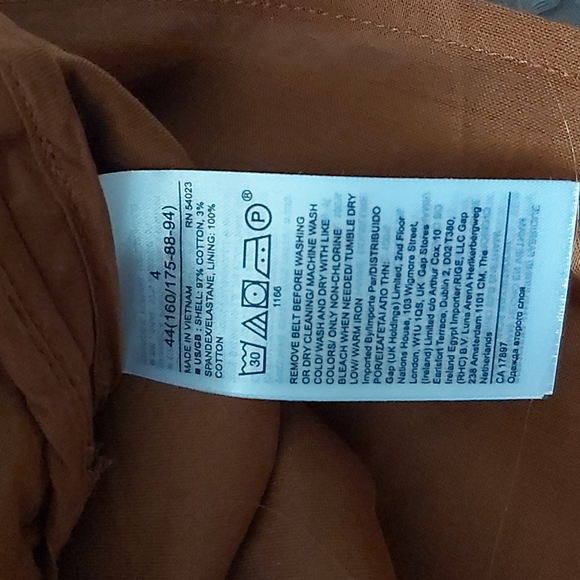 4
44(160/175-88-94)
MADE IN VIETNAM RN 54023
■ US/GB : SHELL: 97% COTTON, 3%
SPANDEX/ELASTANE, LINING: 100%
COTTON
30 P ®
1166
REMOVE BELT BEFORE WASHING
OR DRY CLEANING/ MACHINE WASH
COLD/ WASH AND DRY WITH LIKE
COLORS/ ONLY NON-CHLORINE
BLEACH WHEN NEEDED/ TUMBLE DRY
LOW/ WARM IRON
Imported By/Importe Par/DISTRIBUIDO
POR/ΕΙΣΑΓΕΤΑΙ ΑΠΟ ΤΗΝ:
Gap (UK Holdings) Limited, 2nd Floor
Nations House, 103 Wigmore Street,
London, W1U 1QS, UK Gap Stores
(Ireland) Limited c/o Arthur Cox, 10
Earlsfort Terrace, Dublin 2, D02 T380,
Ireland Egypt Importer:RIGE, LLC Gap
(RHC) B.V, Luna ArenA Herikerbergweg
238 Amsterdam 1101 CM, The
Netherlands
CA 17897
Одежда второго слоя